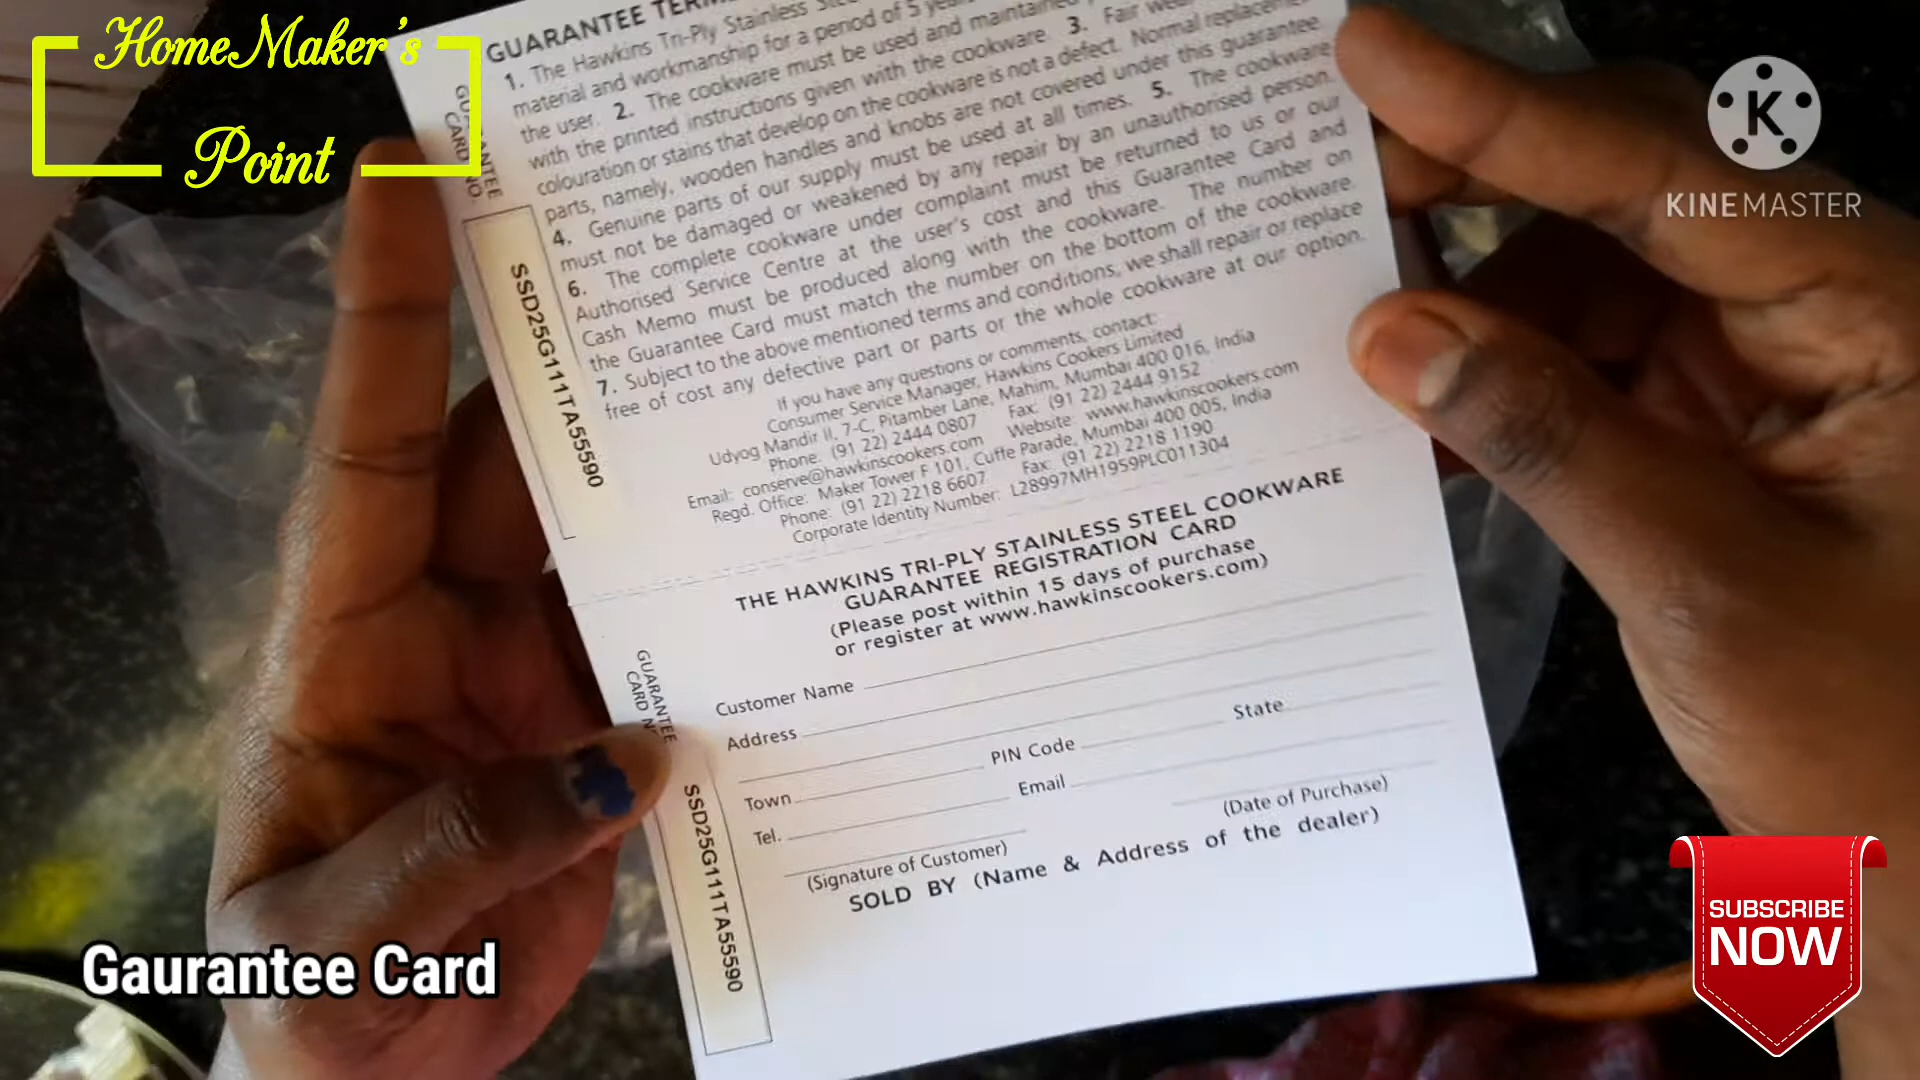 HomeMaker's
Point
KINEMASTER
GUARANTEE
1. The Hawkins Tri-Ply Stainless
material and workmanship for a period of 5
the user. 2. The cookware must be used and maintained
with the printed instructions given with the cookware. 3. Fair
colouration or stains that develop on the cookware is not a defect. Normal
parts, namely, wooden handles and knobs are not covered under this guarantee
4. Genuine parts of our supply must be used at all times. 5. The cookware
must not be damaged or weakened by any repair by an unauthorised person.
6. The complete cookware under complaint must be returned to us or our
Authorised Service Centre at the user's cost and this Guarantee Card and
Cash Memo must be produced along with the cookware. The number on
the Guarantee Card must match the number on the bottom of the cookware.
7. Subject to the above mentioned terms and conditions, we shall repair or replace
free of cost any defective part or parts or the whole cookware at our option.
If you have any questions or comments, contact:
Consumer Service Manager, Hawkins Cookers Limited
Udyog Mandir II, 7-C, Pitamber Lane, Mahim, Mumbai 400 016, India
Phone: (91 22) 2444 0807 Fax: (91 22) 2444 9152
Email: conserve@hawkinscookers.com Website: www.hawkinscookers.com
Regd. Office: Maker Tower F 101, Cuffe Parade, Mumbai 400 005, India
Phone: (91 22) 2218 6607 Fax: (91 22) 2218 1190
Corporate Identity Number: L28997MH1959PLC011304
GUARANTEE
CARD NO.
SSD25G111TA55590
THE HAWKINS TRI-PLY STAINLESS STEEL COOKWARE
GUARANTEE REGISTRATION CARD
(Please post within 15 days of purchase
or register at www.hawkinscookers.com)
GUARANTEE
CARD
SSD25G111TA55590
Customer Name
Address
Town PIN Code State
Tel. Email
(Signature of Customer) (Date of Purchase)
SOLD BY (Name & Address of the dealer)
Gaurantee Card
SUBSCRIBE
NOW